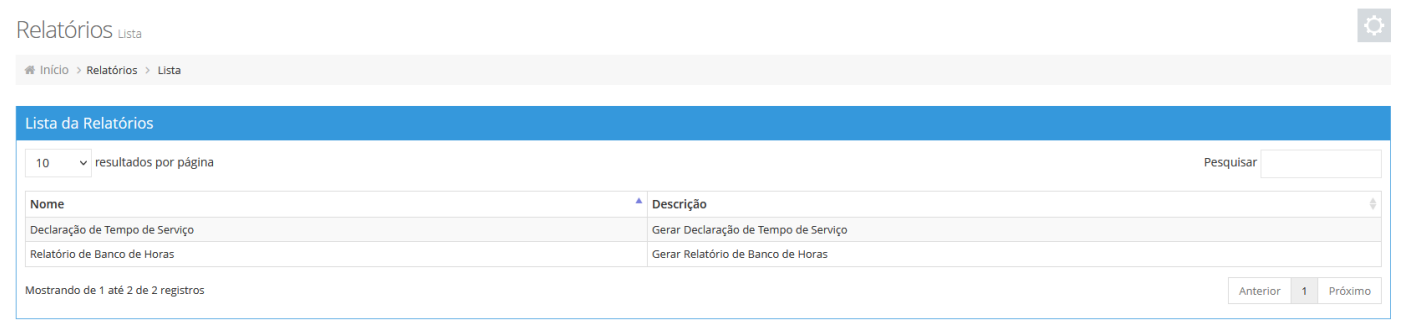 Relatórios Lista
Início > Relatórios > Lista
Lista da Relatórios
10 resultados por página Pesquisar
Nome Descrição
Declaração de Tempo de Serviço Gerar Declaração de Tempo de Serviço
Relatório de Banco de Horas Gerar Relatório de Banco de Horas
Mostrando de 1 até 2 de 2 registros Anterior 1 Próximo